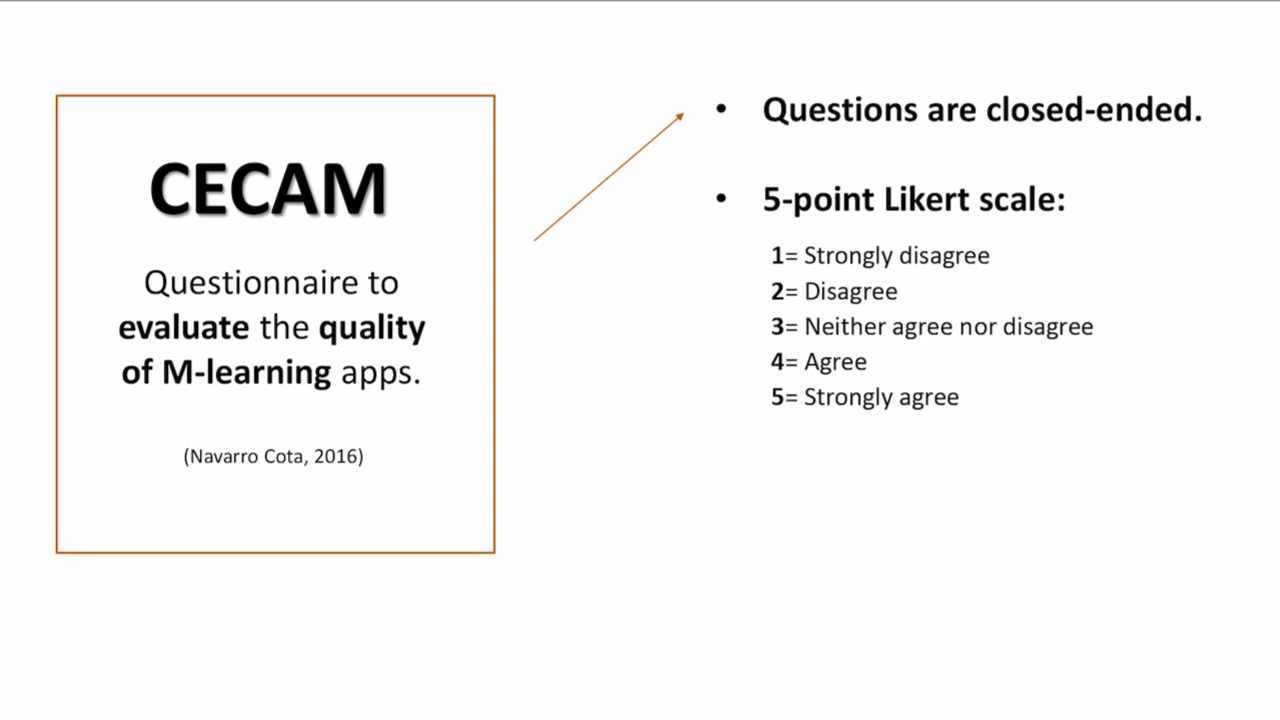 CECAM
Questionnaire to
evaluate the quality
of M-learning apps.
(Navarro Cota, 2016)
• Questions are closed-ended.
• 5-point Likert scale:
1= Strongly disagree
2= Disagree
3= Neither agree nor disagree
4= Agree
5= Strongly agree